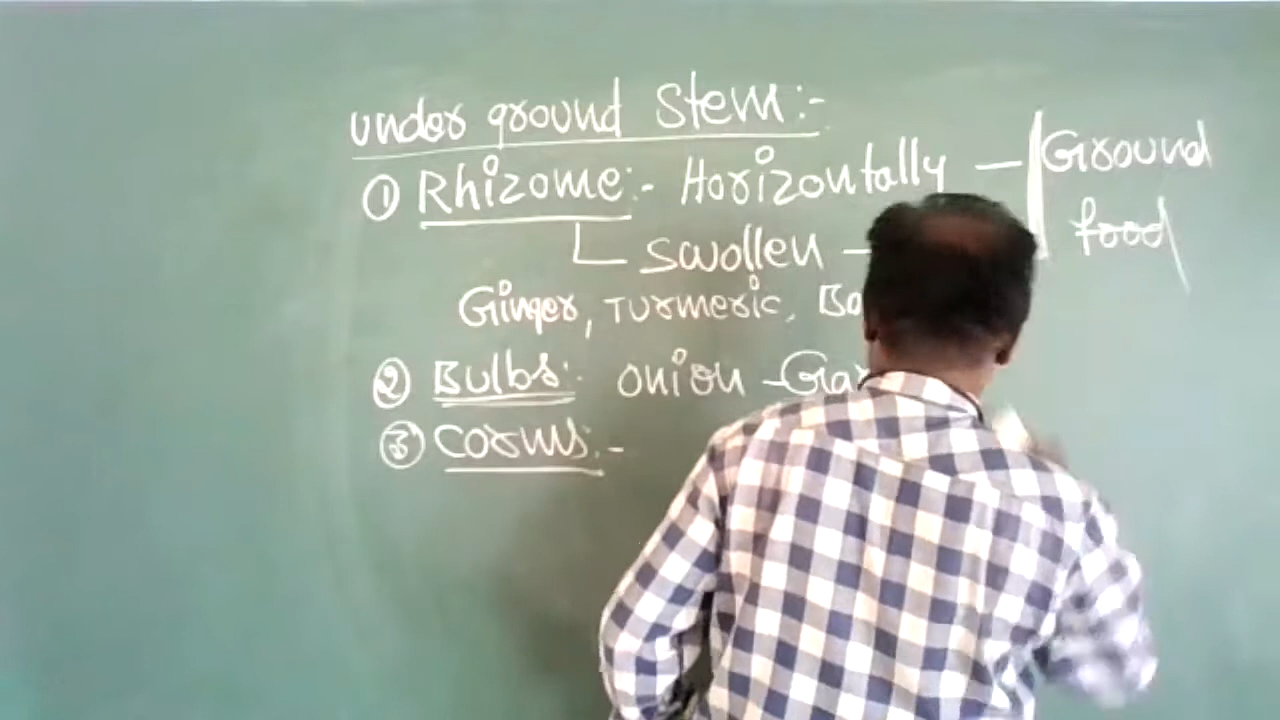 under ground Stem:-
① Rhizome:- Horizontally — Ground
swollen — food
Ginger, Turmeric,
② Bulbs:- onion -
③ corms:-